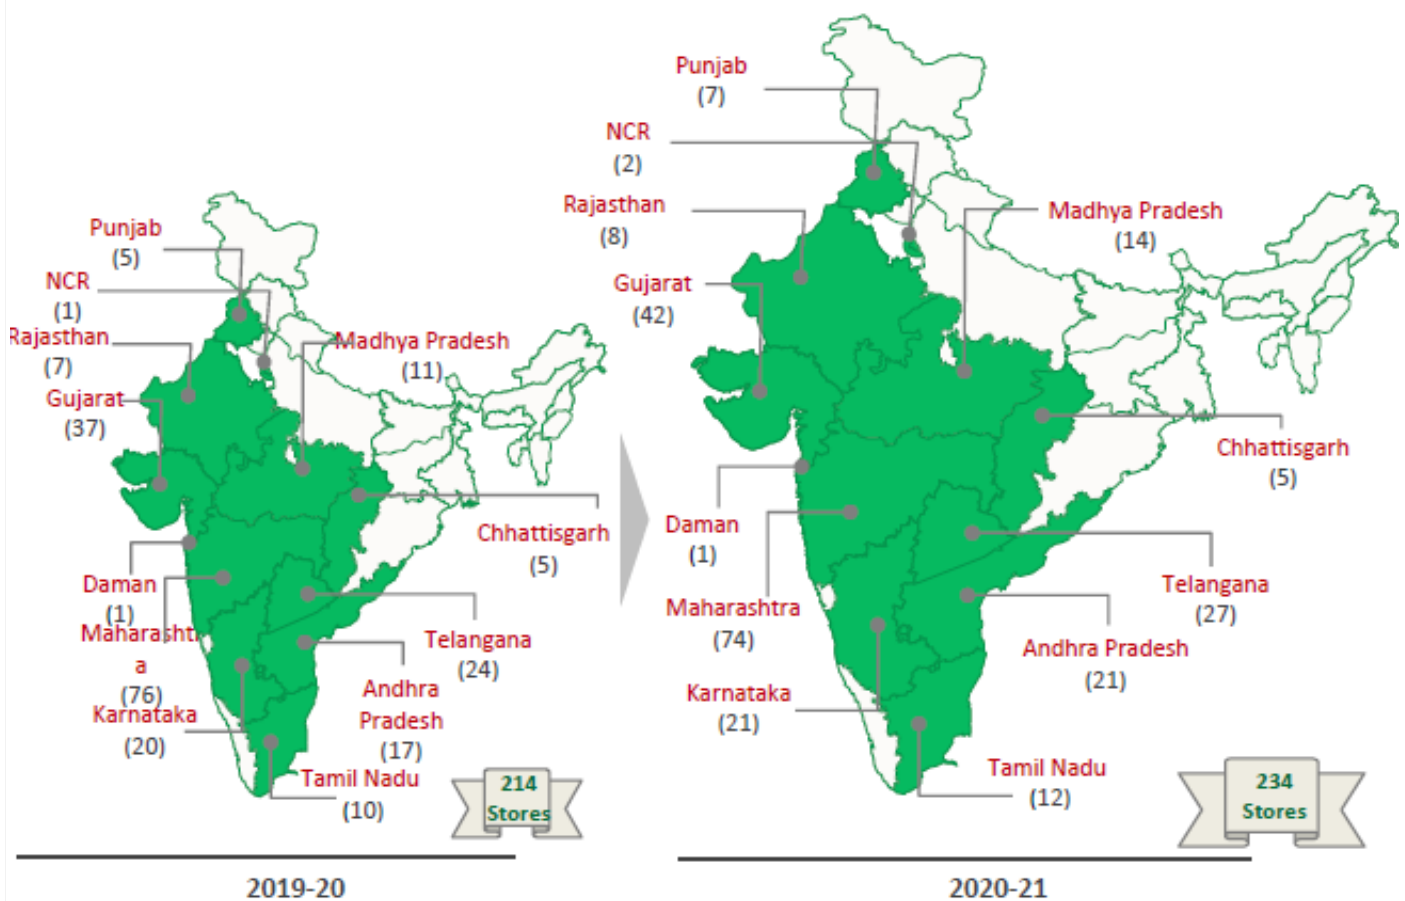 Punjab
(5)
NCR
(1)
Rajasthan
(7)
Gujarat
(37)
Madhya Pradesh
(11)
Chhattisgarh
(5)
Daman
(1)
Maharashtr
a
(76)
Karnataka
(20)
Telangana
(24)
Andhra
Pradesh
(17)
Tamil Nadu
(10)
214
Stores
2019-20
Punjab
(7)
NCR
(2)
Rajasthan
(8)
Gujarat
(42)
Madhya Pradesh
(14)
Chhattisgarh
(5)
Daman
(1)
Maharashtra
(74)
Telangana
(27)
Andhra Pradesh
(21)
Karnataka
(21)
Tamil Nadu
(12)
234
Stores
2020-21